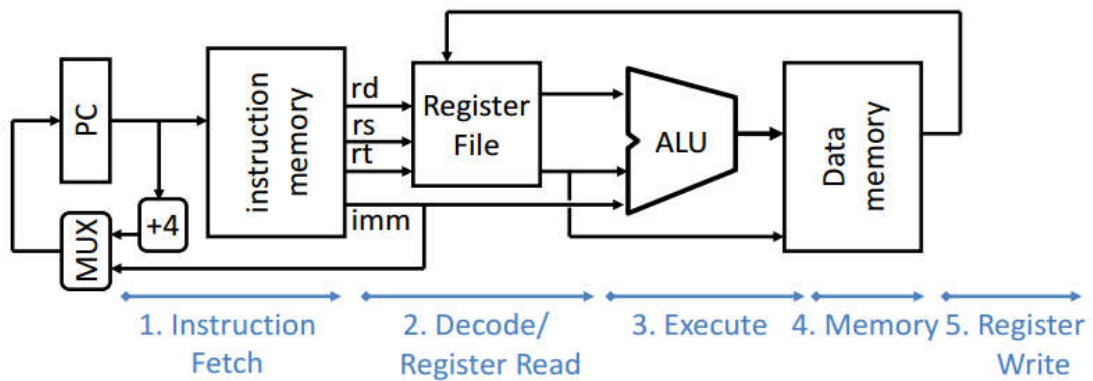 PC
+4
MUX
instruction
memory
rd
rs
rt
imm
Register
File
ALU
Data
memory
1. Instruction
Fetch
2. Decode/
Register Read
3. Execute
4. Memory
5. Register
Write